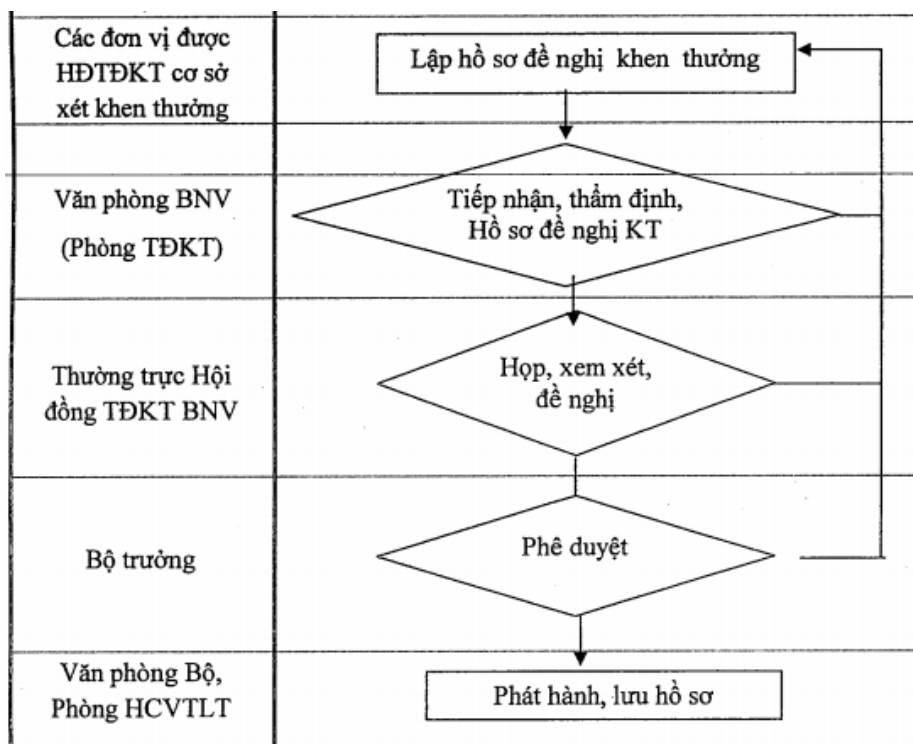 Các đơn vị được
HĐTĐKT cơ sở
xét khen thưởng
Lập hồ sơ đề nghị khen thưởng
Văn phòng BNV
(Phòng TĐKT)
Tiếp nhận, thẩm định,
Hồ sơ đề nghị KT
Thường trực Hội
đồng TĐKT BNV
Họp, xem xét,
đề nghị
Bộ trưởng
Phê duyệt
Văn phòng Bộ,
Phòng HCVTLT
Phát hành, lưu hồ sơ